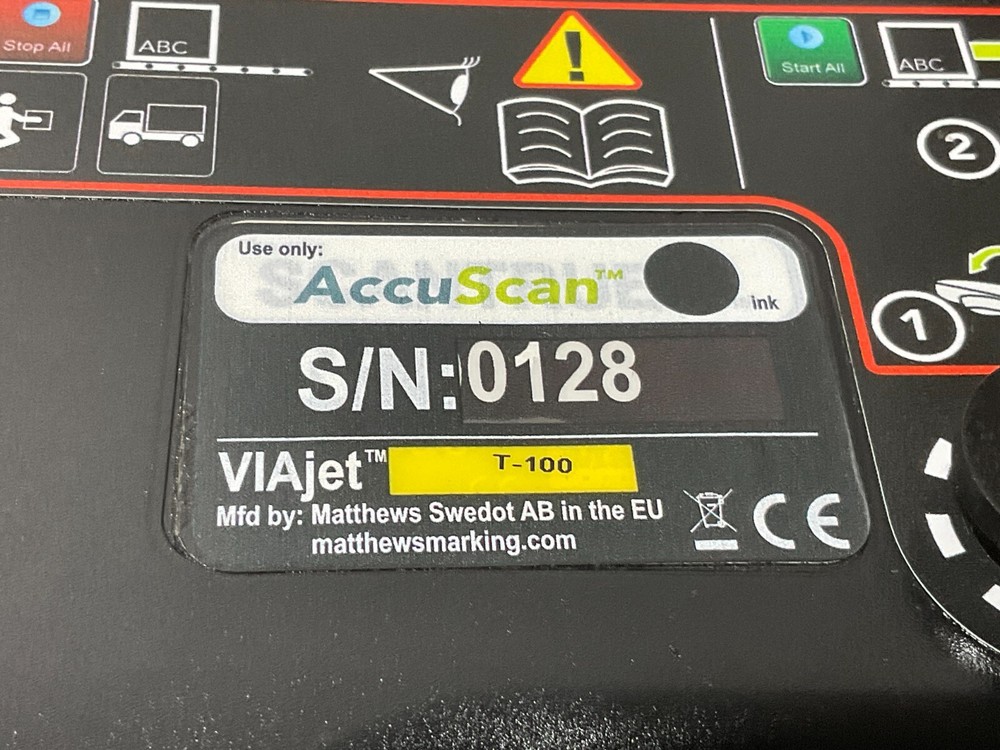 Stop All
ABC
Start All
ABC
2
Use only:
AccuScan™
ink
1
S/N: 0128
VIAjet™ T-100
Mfd by: Matthews Swedot AB in the EU
matthewsmarking.com
CE